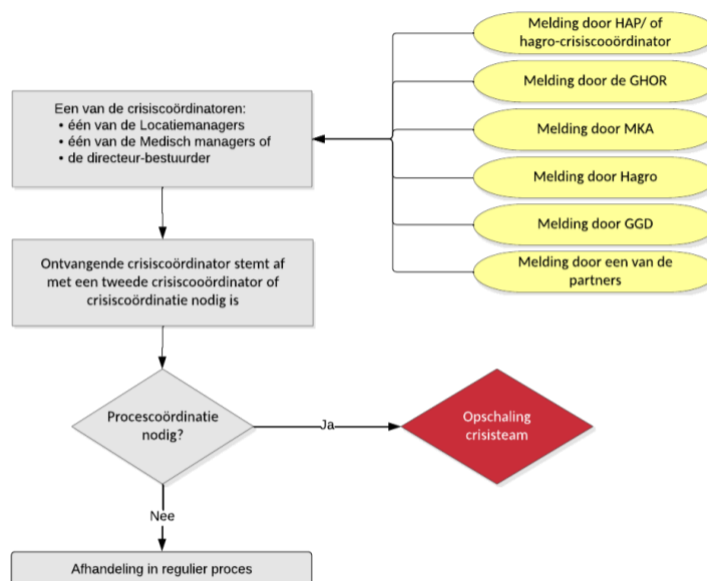 Melding door HAP/ of
hagro-crisiscooördinator
Melding door de GHOR
Melding door MKA
Melding door Hagro
Melding door GGD
Melding door een van de
partners
Een van de crisiscoördinatoren:
• één van de Locatiemanagers
• één van de Medisch managers of
• de directeur-bestuurder
Ontvangende crisiscoördinator stemt af
met een tweede crisiscooördinator of
crisiscoördinatie nodig is
Procescoördinatie
nodig?
Ja
Opschaling
crisisteam
Nee
Afhandeling in regulier proces